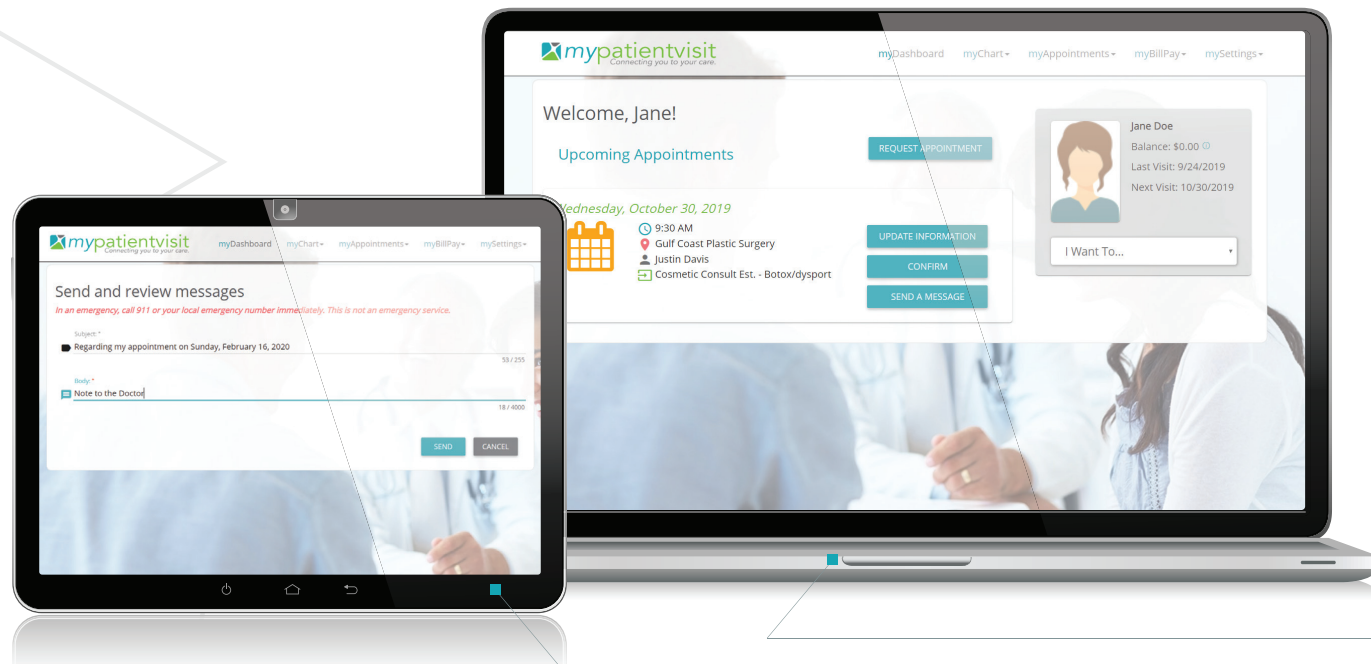 mypatientvisit
Connecting you to your care.
myDashboard myChart myAppointments myBillPay mySettings
Welcome, Jane!
Upcoming Appointments
REQUEST APPOINTMENT
Wednesday, October 30, 2019
9:30 AM
Gulf Coast Plastic Surgery
Justin Davis
Cosmetic Consult Est. - Botox/dysport
UPDATE INFORMATION
CONFIRM
SEND A MESSAGE
Jane Doe
Balance: $0.00
Last Visit: 9/24/2019
Next Visit: 10/30/2019
I Want To...
mypatientvisit
Connecting you to your care.
myDashboard myChart myAppointments myBillPay mySettings
Send and review messages
In an emergency, call 911 or your local emergency number immediately. This is not an emergency service.
Subject: *
Regarding my appointment on Sunday, February 16, 2020
53 / 255
Body: *
Note to the Doctor
18 / 4000
SEND CANCEL